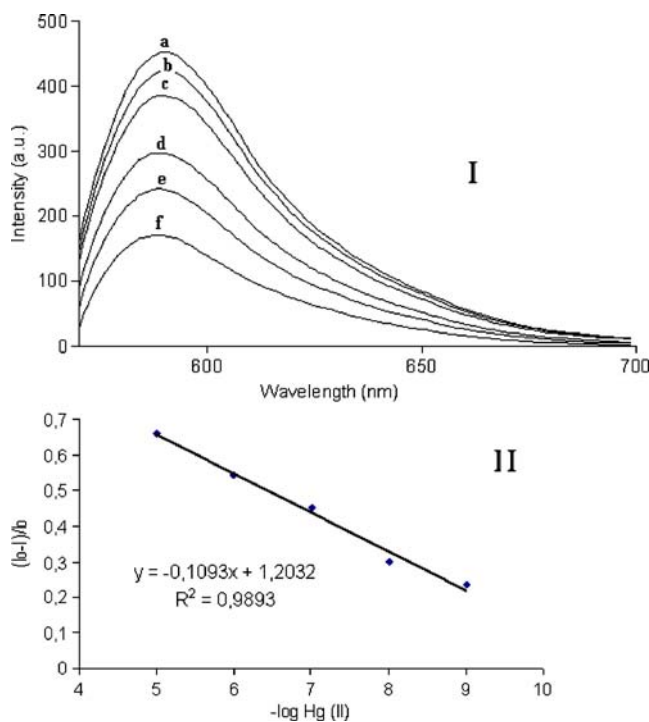 500
400
300
200
100
0
Intensity (a.u.)
a
b
c
d
e
f
I
600
650
700
Wavelength (nm)
0,7
0,6
0,5
0,4
0,3
0,2
0,1
0
(Io-I)/Io
II
y = -0,1093x + 1,2032
R² = 0,9893
4
5
6
7
8
9
10
-log Hg (II)